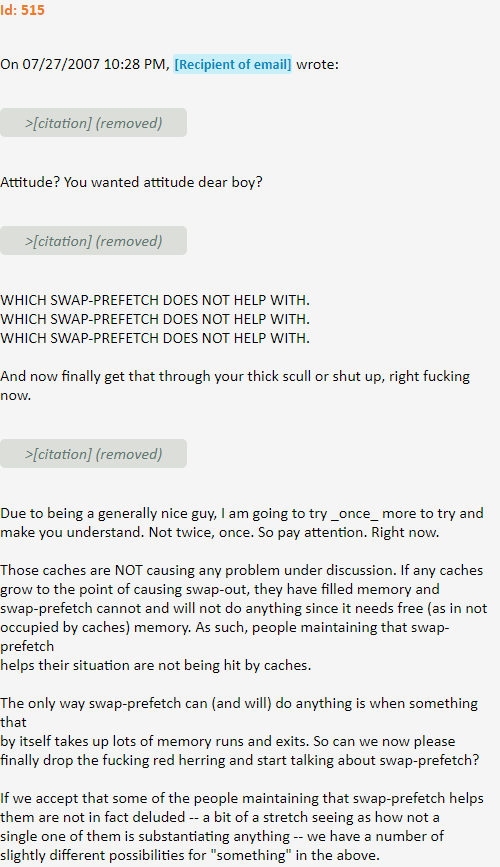 Id: 515
On 07/27/2007 10:28 PM, [Recipient of email] wrote:
>[citation] (removed)
Attitude? You wanted attitude dear boy?
>[citation] (removed)
WHICH SWAP-PREFETCH DOES NOT HELP WITH.
WHICH SWAP-PREFETCH DOES NOT HELP WITH.
WHICH SWAP-PREFETCH DOES NOT HELP WITH.
And now finally get that through your thick scull or shut up, right fucking
now.
>[citation] (removed)
Due to being a generally nice guy, I am going to try _once_ more to try and
make you understand. Not twice, once. So pay attention. Right now.
Those caches are NOT causing any problem under discussion. If any caches
grow to the point of causing swap-out, they have filled memory and
swap-prefetch cannot and will not do anything since it needs free (as in not
occupied by caches) memory. As such, people maintaining that swap-
prefetch
helps their situation are not being hit by caches.
The only way swap-prefetch can (and will) do anything is when something
that
by itself takes up lots of memory runs and exits. So can we now please
finally drop the fucking red herring and start talking about swap-prefetch?
If we accept that some of the people maintaining that swap-prefetch helps
them are not in fact deluded -- a bit of a stretch seeing as how not a
single one of them is substantiating anything -- we have a number of
slightly different possibilities for "something" in the above.